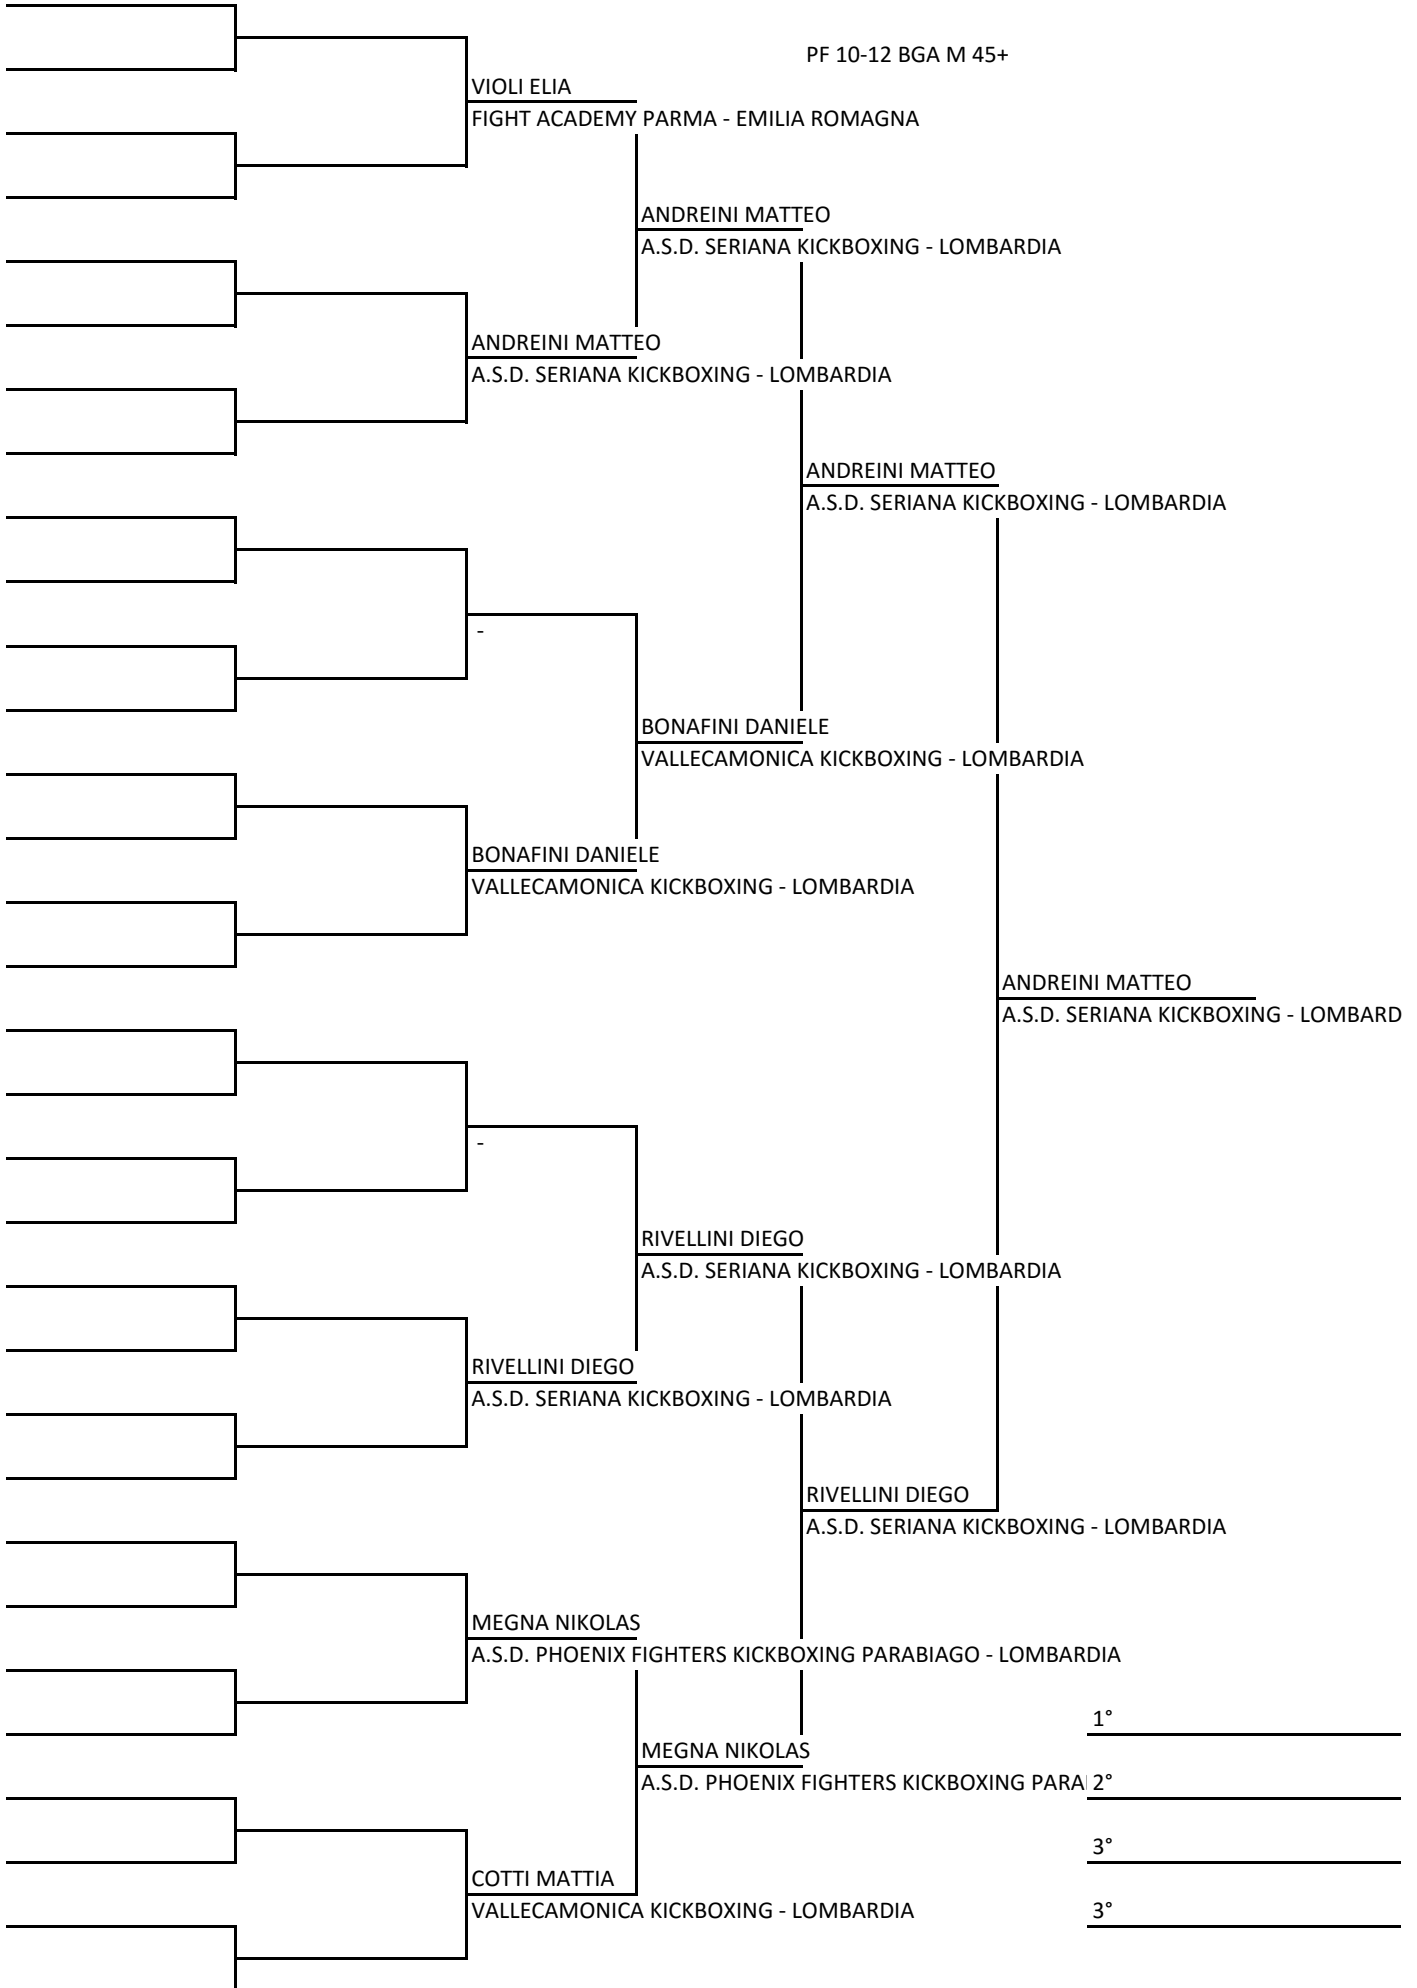 PF 10-12 BGA M 45+
VIOLI ELIA
FIGHT ACADEMY PARMA - EMILIA ROMAGNA
ANDREINI MATTEO
A.S.D. SERIANA KICKBOXING - LOMBARDIA
ANDREINI MATTEO
A.S.D. SERIANA KICKBOXING - LOMBARDIA
ANDREINI MATTEO
A.S.D. SERIANA KICKBOXING - LOMBARDIA
-
BONAFINI DANIELE
VALLECAMONICA KICKBOXING - LOMBARDIA
BONAFINI DANIELE
VALLECAMONICA KICKBOXING - LOMBARDIA
ANDREINI MATTEO
A.S.D. SERIANA KICKBOXING - LOMBARD
-
RIVELLINI DIEGO
A.S.D. SERIANA KICKBOXING - LOMBARDIA
RIVELLINI DIEGO
A.S.D. SERIANA KICKBOXING - LOMBARDIA
RIVELLINI DIEGO
A.S.D. SERIANA KICKBOXING - LOMBARDIA
MEGNA NIKOLAS
A.S.D. PHOENIX FIGHTERS KICKBOXING PARABIAGO - LOMBARDIA
1°
MEGNA NIKOLAS
A.S.D. PHOENIX FIGHTERS KICKBOXING PARA
2°
3°
COTTI MATTIA
VALLECAMONICA KICKBOXING - LOMBARDIA
3°